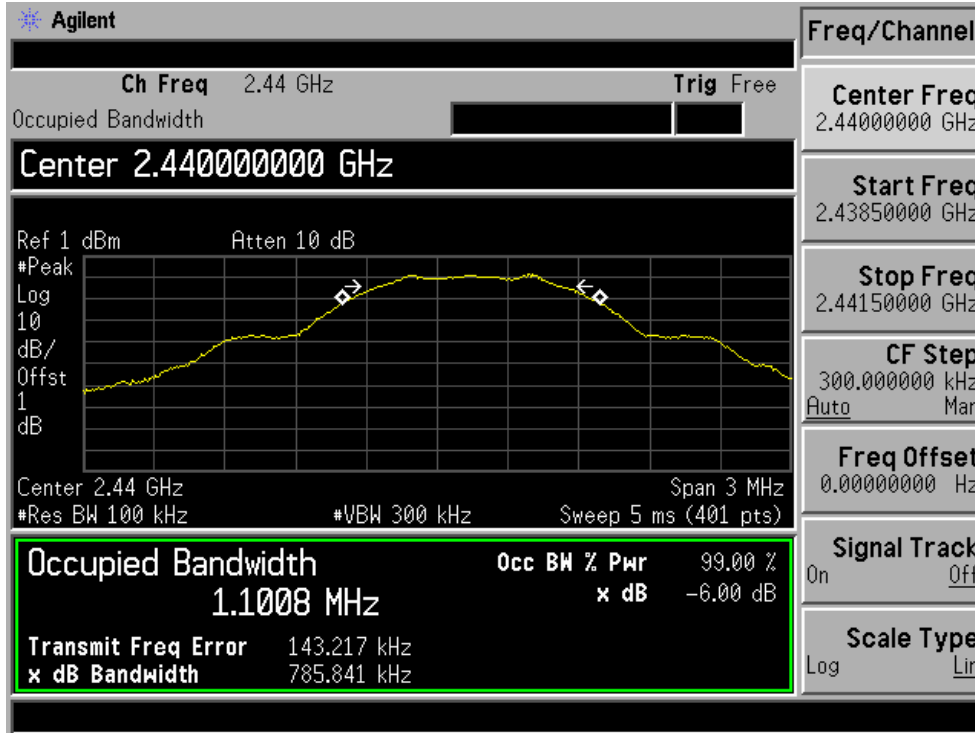 Agilent
Freq/Channel
Ch Freq 2.44 GHz Trig Free
Occupied Bandwidth
Center 2.440000000 GHz
Ref 1 dBm Atten 10 dB
#Peak
Log
10
dB/
Offst
1
dB
Center 2.44 GHz Span 3 MHz
#Res BW 100 kHz #VBW 300 kHz Sweep 5 ms (401 pts)
Occupied Bandwidth Occ BW % Pwr 99.00 %
1.1008 MHz x dB -6.00 dB
Transmit Freq Error 143.217 kHz
x dB Bandwidth 785.841 kHz
Center Freq
2.44000000 GHz
Start Freq
2.43850000 GHz
Stop Freq
2.44150000 GHz
CF Step
300.000000 kHz
Auto Man
Freq Offset
0.00000000 Hz
Signal Track
On Off
Scale Type
Log Lin